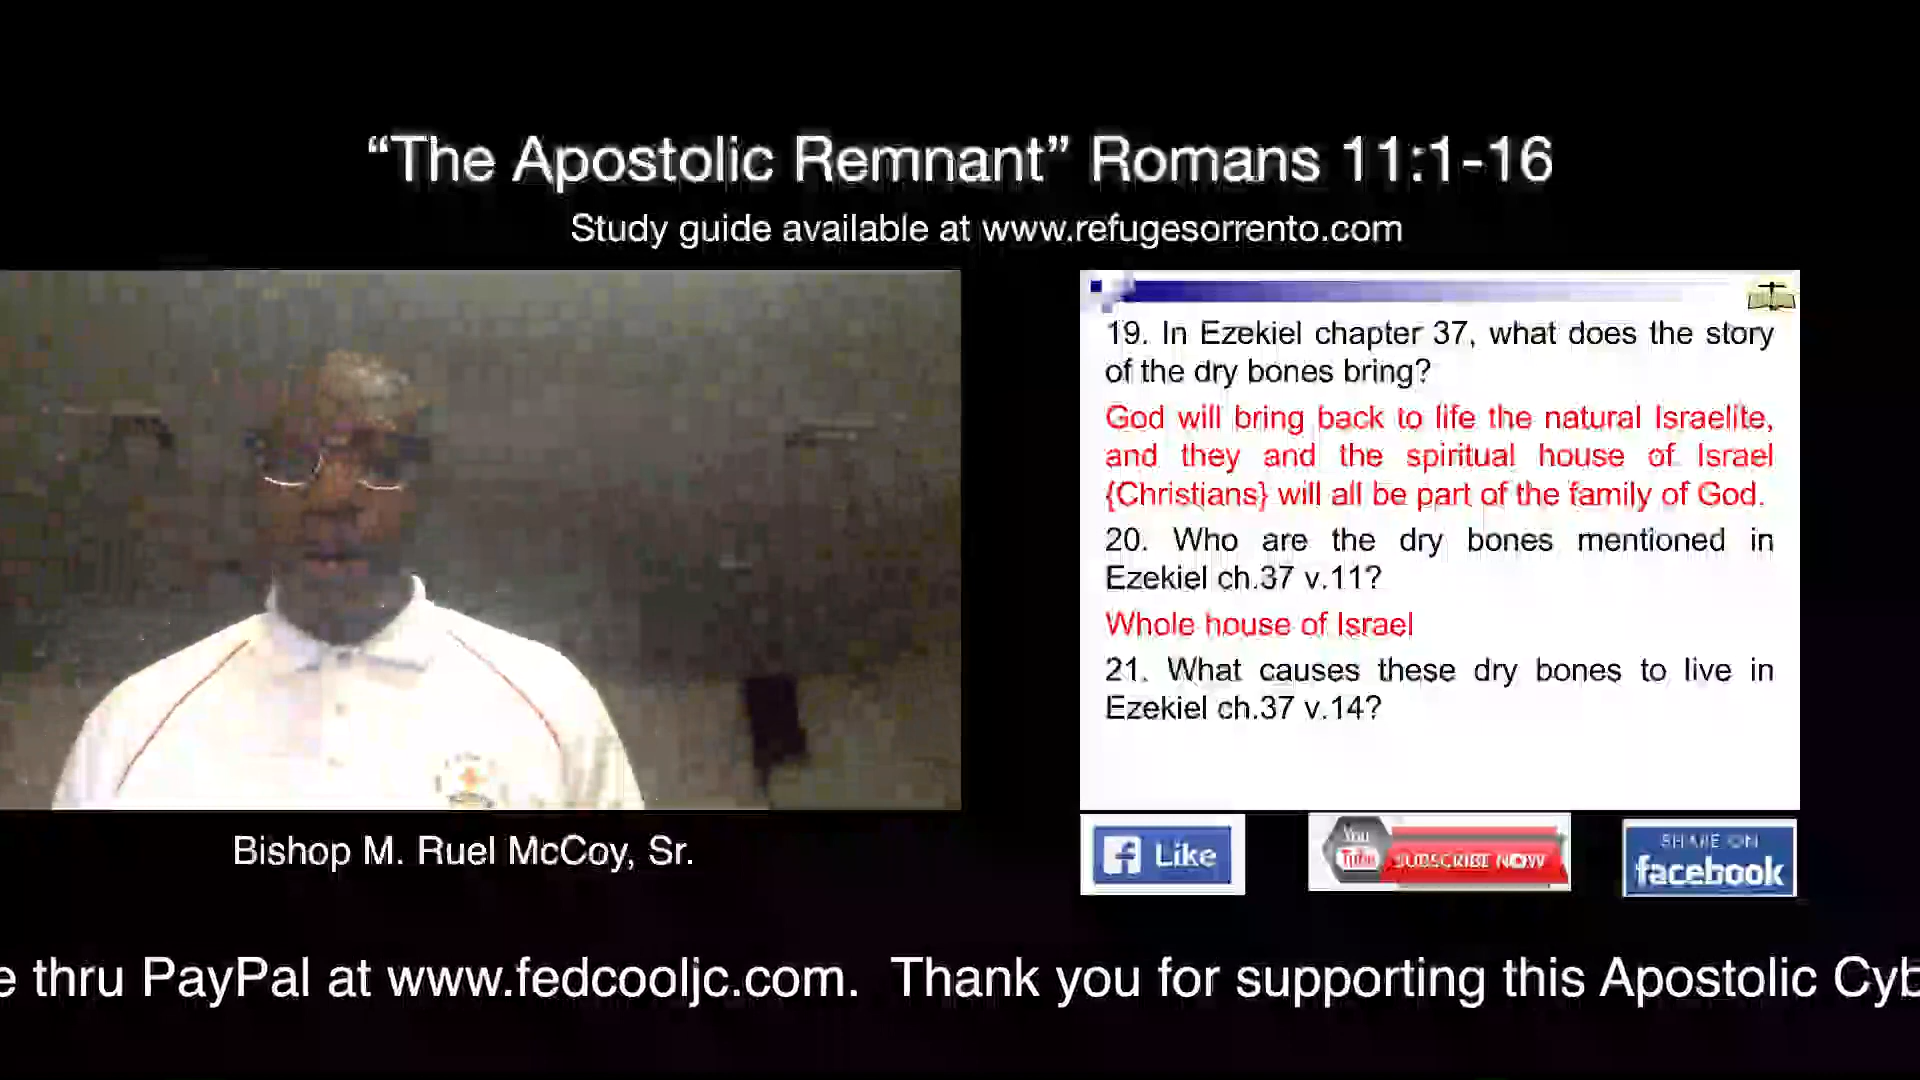 “The Apostolic Remnant” Romans 11:1-16
Study guide available at www.refugesorrento.com
19. In Ezekiel chapter 37, what does the story
of the dry bones bring?
God will bring back to life the natural Israelite,
and they and the spiritual house of Israel
{Christians} will all be part of the family of God.
20. Who are the dry bones mentioned in
Ezekiel ch.37 v.11?
Whole house of Israel
21. What causes these dry bones to live in
Ezekiel ch.37 v.14?
Bishop M. Ruel McCoy, Sr.
f Like
You
Tube SUBSCRIBE NOW
SHARE ON
facebook
e thru PayPal at www.fedcooljc.com. Thank you for supporting this Apostolic Cyb